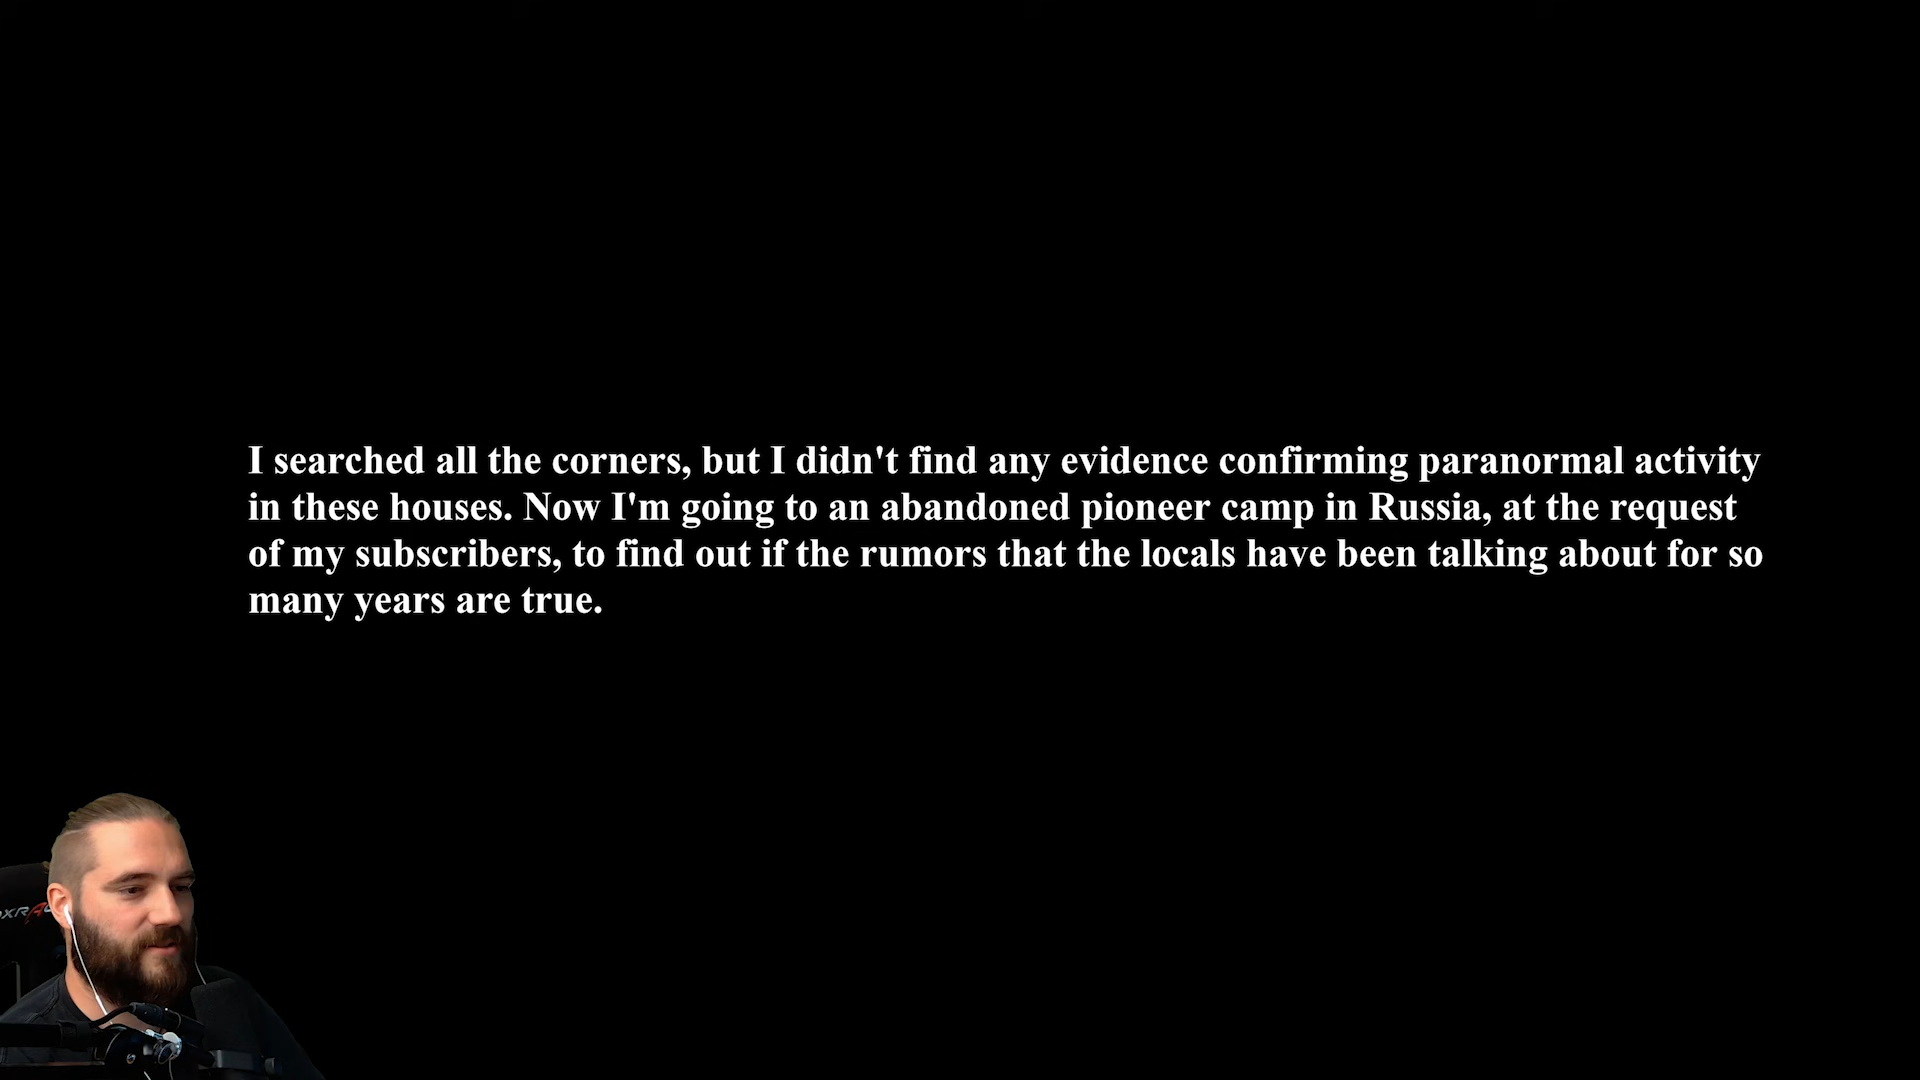 I searched all the corners, but I didn't find any evidence confirming paranormal activity
in these houses. Now I'm going to an abandoned pioneer camp in Russia, at the request
of my subscribers, to find out if the rumors that the locals have been talking about for so
many years are true.